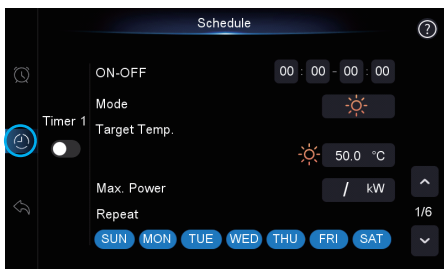 Schedule
?
ON-OFF 00 : 00 - 00 : 00
Mode
Timer 1
Target Temp.
50.0 °C
Max. Power / kW
Repeat 1/6
SUN MON TUE WED THU FRI SAT